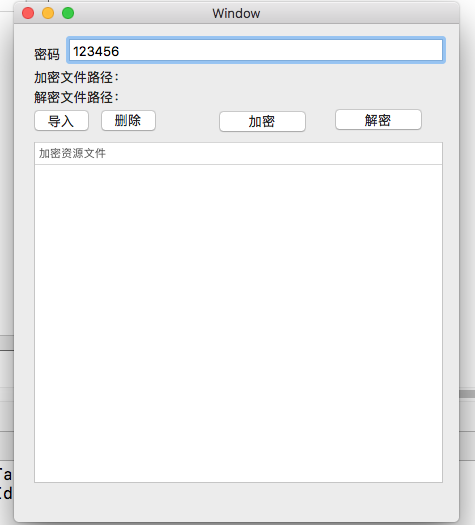 Window
密码 123456
加密文件路径：
解密文件路径：
导入 删除 加密 解密
加密资源文件
Ta
Id